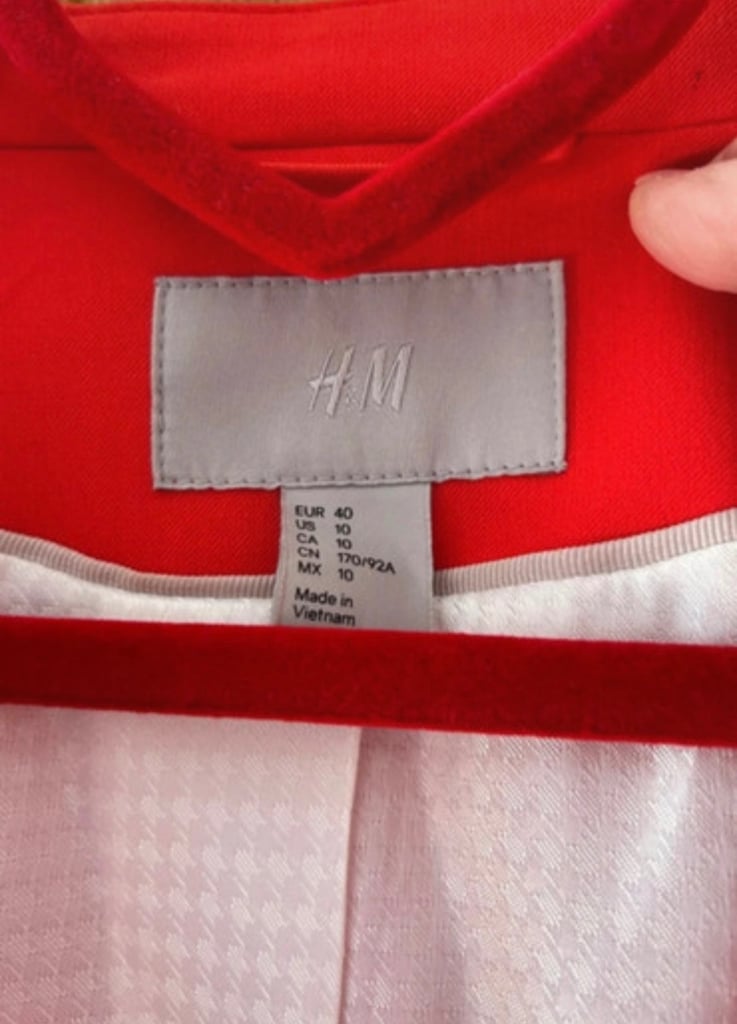 H&M
EUR 40
US 10
CA 10
CN 170/92A
MX 10
Made in
Vietnam